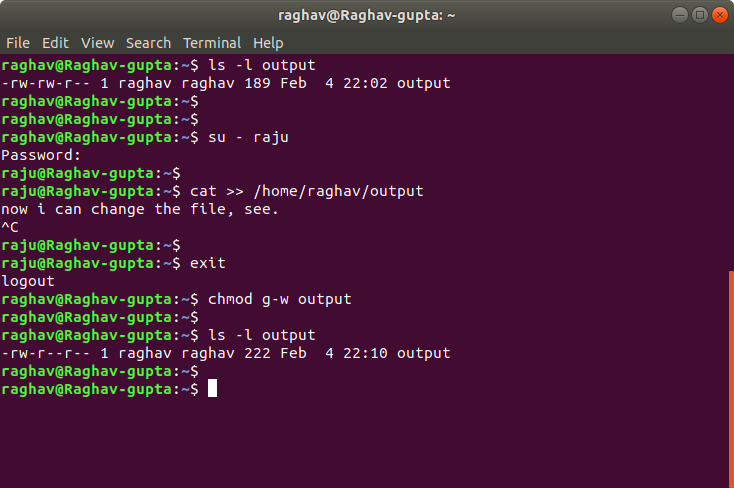 raghav@Raghav-gupta: ~
File Edit View Search Terminal Help
raghav@Raghav-gupta:~$ ls -l output
-rw-rw-r-- 1 raghav raghav 189 Feb  4 22:02 output
raghav@Raghav-gupta:~$
raghav@Raghav-gupta:~$
raghav@Raghav-gupta:~$ su - raju
Password:
raju@Raghav-gupta:~$
raju@Raghav-gupta:~$ cat >> /home/raghav/output
now i can change the file, see.
^C
raju@Raghav-gupta:~$
raju@Raghav-gupta:~$ exit
logout
raghav@Raghav-gupta:~$ chmod g-w output
raghav@Raghav-gupta:~$
raghav@Raghav-gupta:~$ ls -l output
-rw-r--r-- 1 raghav raghav 222 Feb  4 22:10 output
raghav@Raghav-gupta:~$
raghav@Raghav-gupta:~$